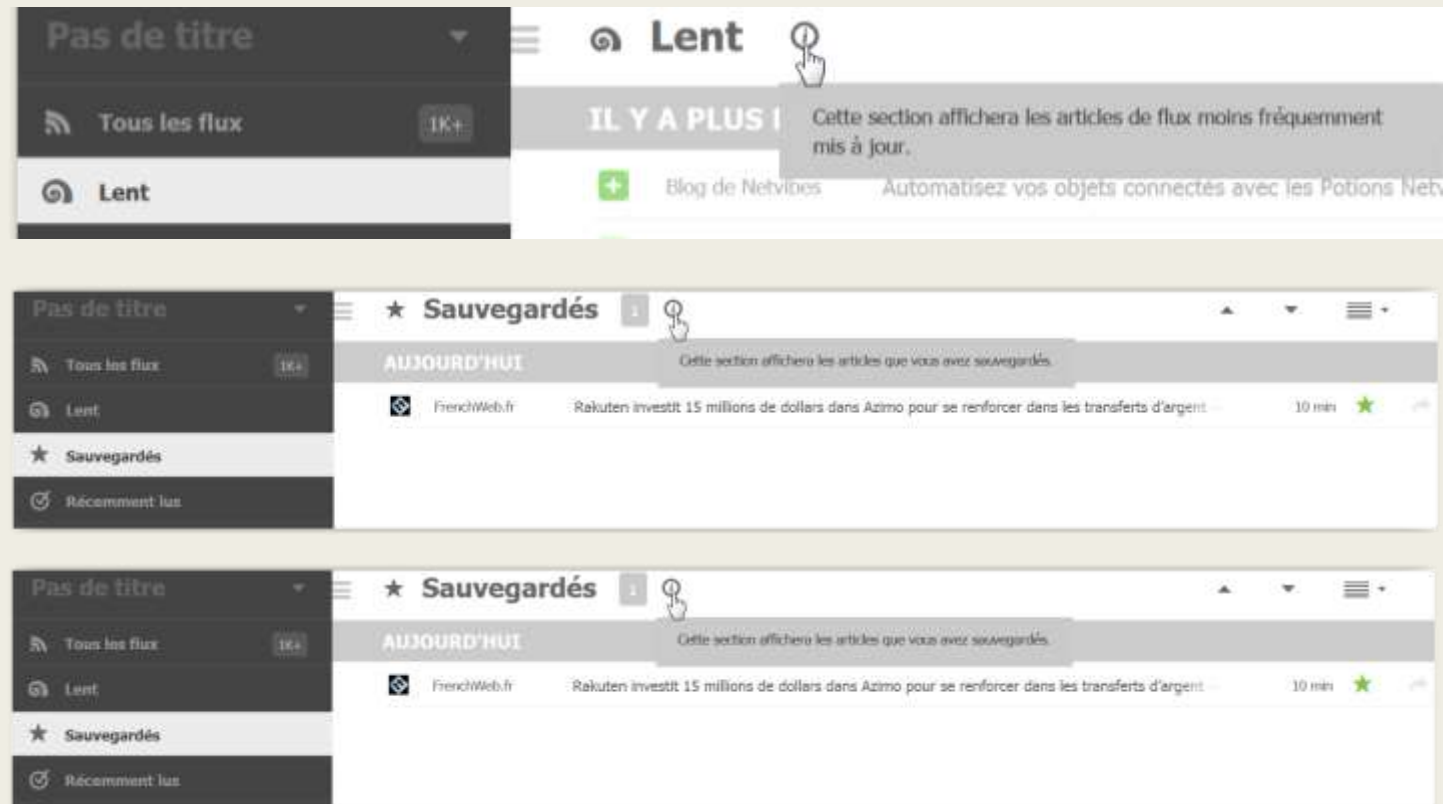 Pas de titre
Lent
Tous les flux 1K+
IL Y A PLUS
Cette section affichera les articles de flux moins fréquemment
mis à jour.
Lent
Blog de Netvibes Automatisez vos objets connectés avec les Potions Netv
Pas de titre
Sauvegardés 1
Tous les flux 1K+
AUJOURD'HUI
Cette section affichera les articles que vous avez sauvegardés.
Lent
FrenchWeb.fr Rakuten investit 15 millions de dollars dans Azimo pour se renforcer dans les transferts d'argent 10 min
Sauvegardés
Récemment lus
Pas de titre
Sauvegardés 1
Tous les flux 1K+
AUJOURD'HUI
Cette section affichera les articles que vous avez sauvegardés.
Lent
FrenchWeb.fr Rakuten investit 15 millions de dollars dans Azimo pour se renforcer dans les transferts d'argent 10 min
Sauvegardés
Récemment lus